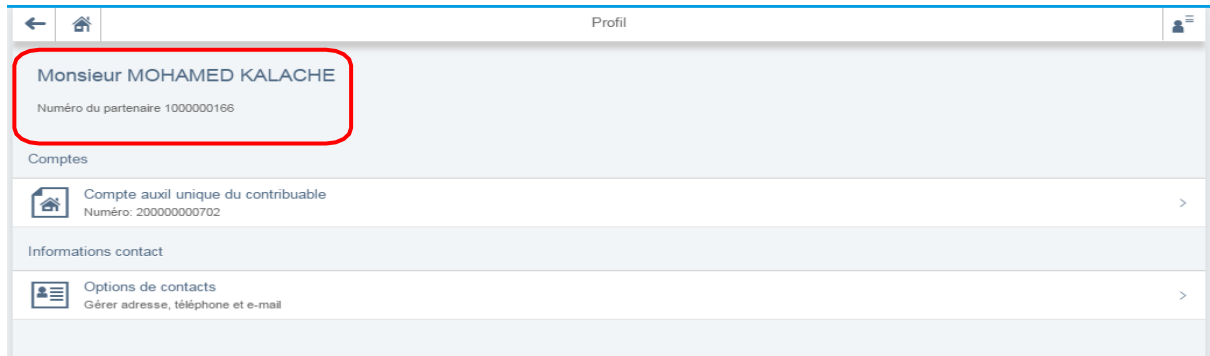 Profil
Monsieur MOHAMED KALACHE
Numéro du partenaire 1000000166
Comptes
Compte auxil unique du contribuable
Numéro: 200000000702
Informations contact
Options de contacts
Gérer adresse, téléphone et e-mail